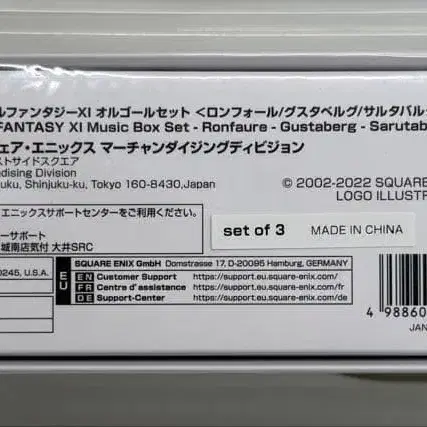 ルファンタジーXI オルゴールセット <ロンフォール/グスタベルグ/サルタバル
FANTASY XI Music Box Set - Ronfaure - Gustaberg - Sarutab
ェア・エニックス マーチャンダイジングディビジョン
ストサイドスクエア
dising Division
uku, Shinjuku-ku, Tokyo 160-8430,Japan
© 2002-2022 SQUARE
LOGO ILLUSTR
エニックスサポートセンターをご利用ください。
ーサポート
城南店気付 大井SRC
set of 3
MADE IN CHINA
0245, U.S.A.
EU
SQUARE ENIX GmbH Domstrasse 17, D-20095 Hamburg, GERMANY
EN Customer Support https://support.eu.square-enix.com/
FR Centre d'assistance https://support.eu.square-enix.com/fr
DE Support-Center https://support.eu.square-enix.com/de
4 98860
JAN